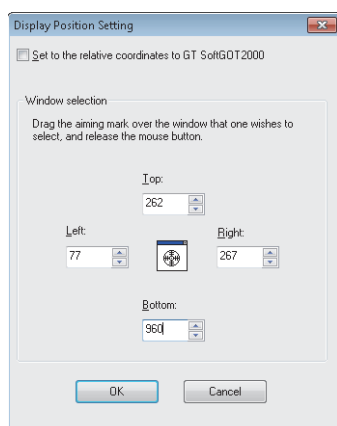 Display Position Setting
Set to the relative coordinates to GT SoftGOT2000
Window selection
Drag the aiming mark over the window that one wishes to
select, and release the mouse button.
Top:
262
Left:
Right:
77
267
Bottom:
960
OK
Cancel